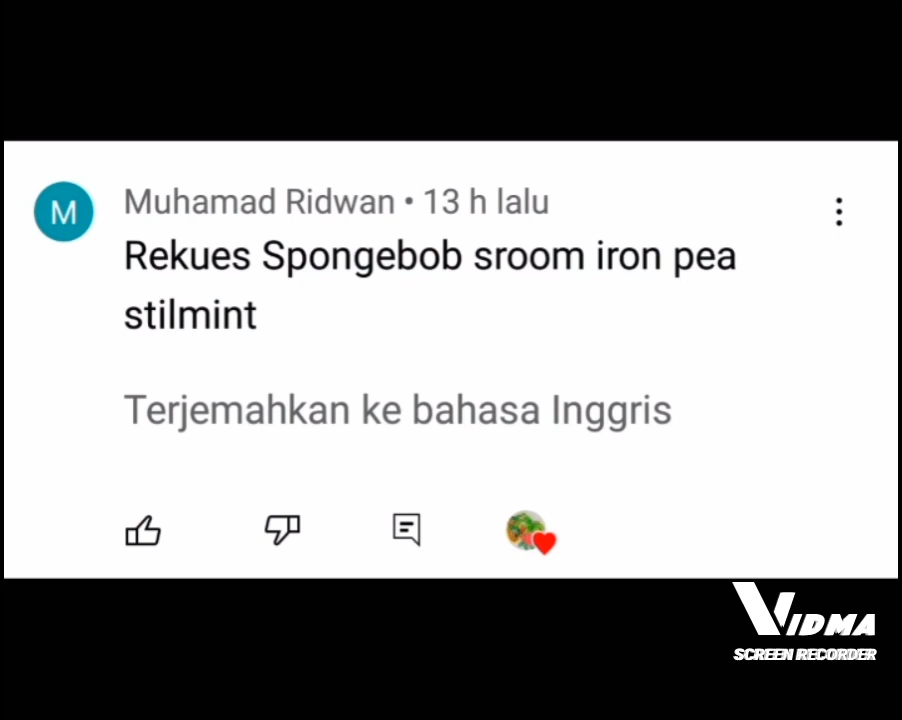 M
Muhamad Ridwan • 13 h lalu
Rekues Spongebob sroom iron pea
stilmint
Terjemahkan ke bahasa Inggris
VIDMA
SCREEN RECORDER